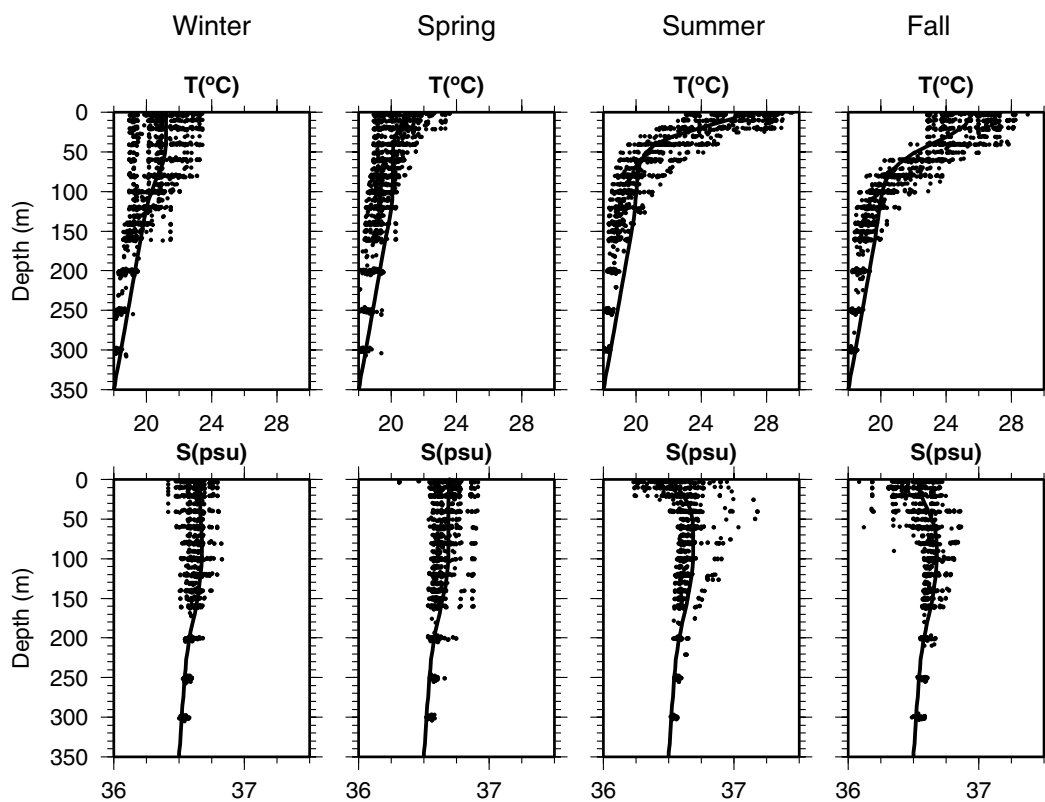 Winter Spring Summer Fall
T(ºC) T(ºC) T(ºC) T(ºC)
0
50
100
150
200
250
300
350
Depth (m)
20 24 28 20 24 28 20 24 28 20 24 28
S(psu) S(psu) S(psu) S(psu)
0
50
100
150
200
250
300
350
Depth (m)
36 37 36 37 36 37 36 37